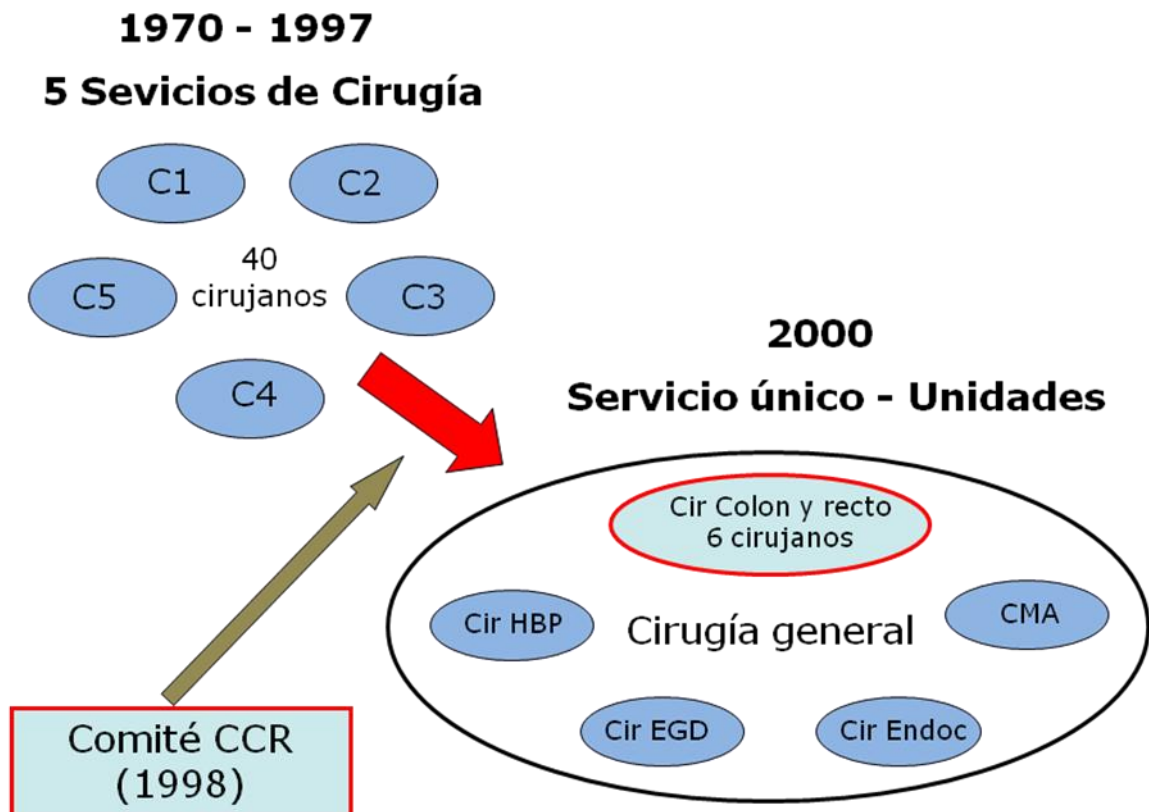 1970 - 1997
5 Sevicios de Cirugía
C1
C2
40
cirujanos
C5
C3
C4
2000
Servicio único - Unidades
Cir Colon y recto
6 cirujanos
Cir HBP
Cirugía general
CMA
Cir EGD
Cir Endoc
Comité CCR
(1998)